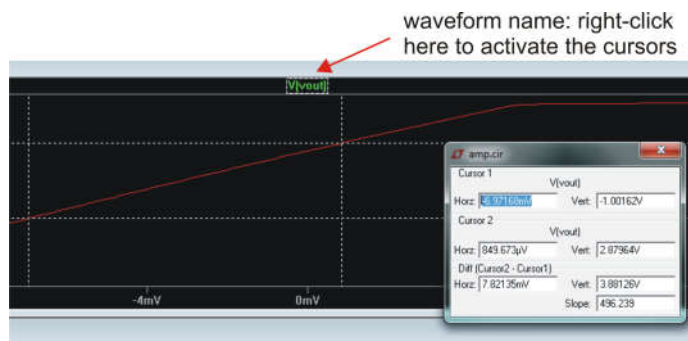 waveform name: right-click
here to activate the cursors
V(vout)
amp.cir
Cursor 1
V(vout)
Horz: -6.97168mV Vert: -1.00162V
Cursor 2
V(vout)
Horz: 849.673µV Vert: 2.87964V
Diff (Cursor2 - Cursor1)
Horz: 7.82135mV Vert: 3.88126V
Slope: 496.239
-4mV 0mV